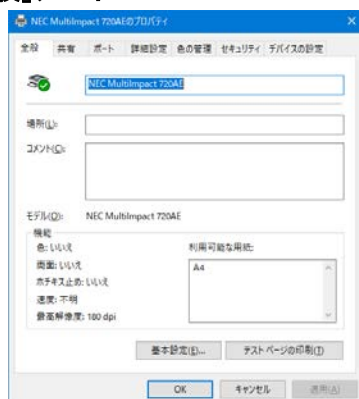 NEC MultiImpact 720AEのプロパティ
全般 共有 ポート 詳細設定 色の管理 セキュリティ デバイスの設定
NEC MultiImpact 720AE
場所(L):
コメント(C):
モデル(O): NEC MultiImpact 720AE
機能
色: いいえ
利用可能な用紙:
両面: いいえ
A4
ホチキス止め: いいえ
速度: 不明
最高解像度: 100 dpi
基本設定(E)... テスト ページの印刷(T)
OK キャンセル 適用(A)